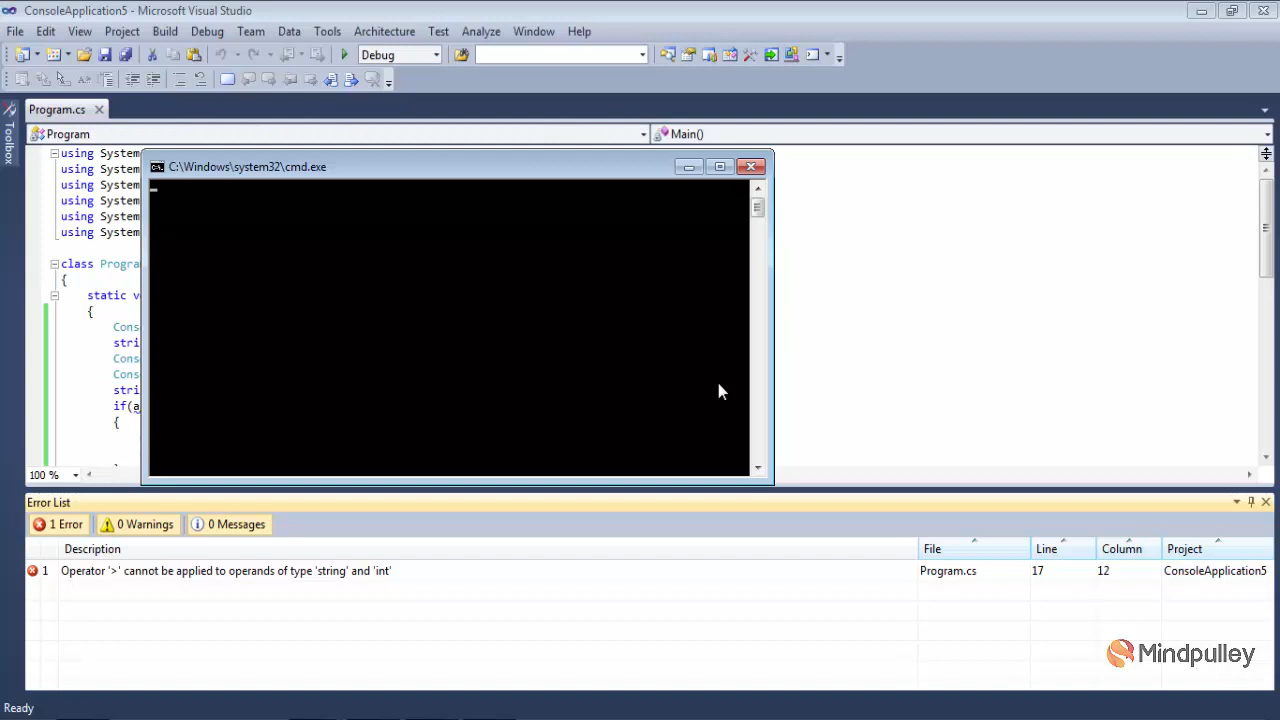 ConsoleApplication5 - Microsoft Visual Studio
File Edit View Project Build Debug Team Data Tools Architecture Test Analyze Window Help
Debug
Program.cs
Toolbox
Program Main()
C:\Windows\system32\cmd.exe
using System
using System
using System
using System
using System
using System
class Progra
{
static v
{
Cons
stri
Cons
Cons
stri
if(a
{
100 %
Error List
1 Error 0 Warnings 0 Messages
Description File Line Column Project
1 Operator '>' cannot be applied to operands of type 'string' and 'int' Program.cs 17 12 ConsoleApplication5
Mindpulley
Ready